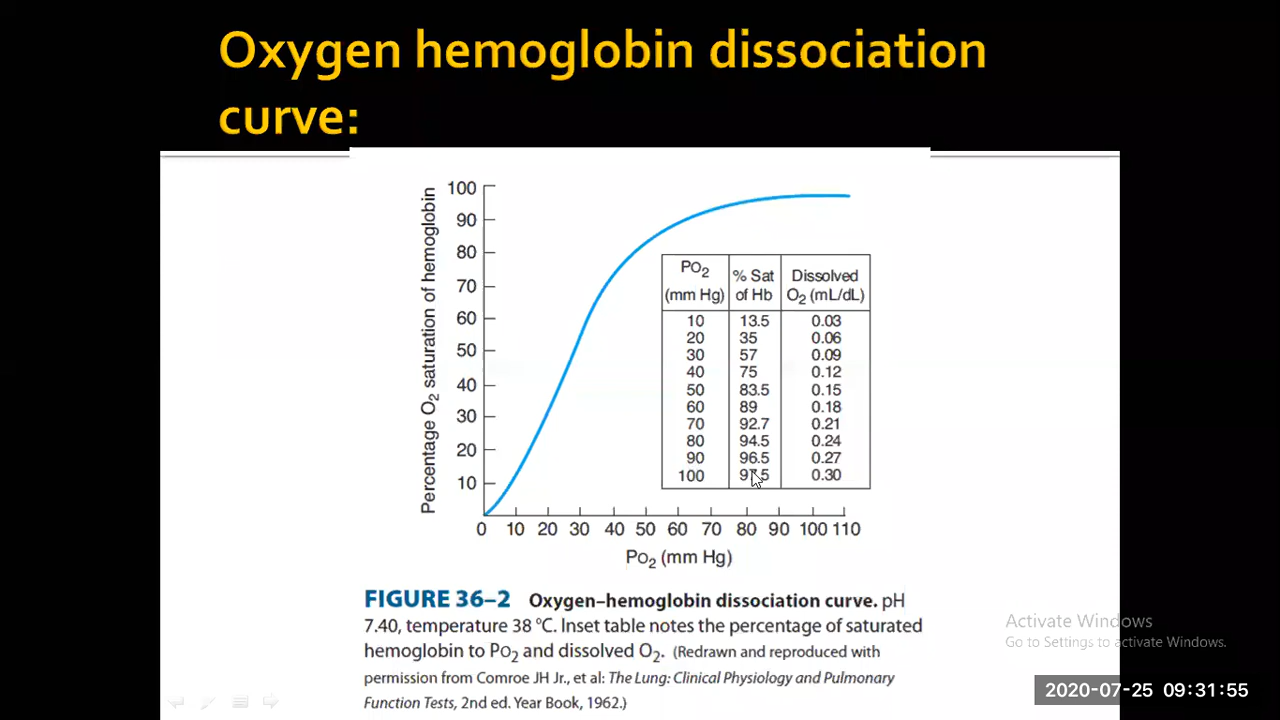 Oxygen hemoglobin dissociation
curve:
100
90
80
70
60
50
40
30
20
10
Percentage O2 saturation of hemoglobin
PO2 (mm Hg) % Sat of Hb Dissolved O2 (mL/dL)
10 13.5 0.03
20 35 0.06
30 57 0.09
40 75 0.12
50 83.5 0.15
60 89 0.18
70 92.7 0.21
80 94.5 0.24
90 96.5 0.27
100 97.5 0.30
0 10 20 30 40 50 60 70 80 90 100 110
PO2 (mm Hg)
FIGURE 36–2 Oxygen–hemoglobin dissociation curve. pH
7.40, temperature 38 °C. Inset table notes the percentage of saturated
hemoglobin to PO2 and dissolved O2. (Redrawn and reproduced with
permission from Comroe JH Jr., et al: The Lung: Clinical Physiology and Pulmonary
Function Tests, 2nd ed. Year Book, 1962.)
Activate Windows
Go to Settings to activate Windows.
2020-07-25 09:31:55